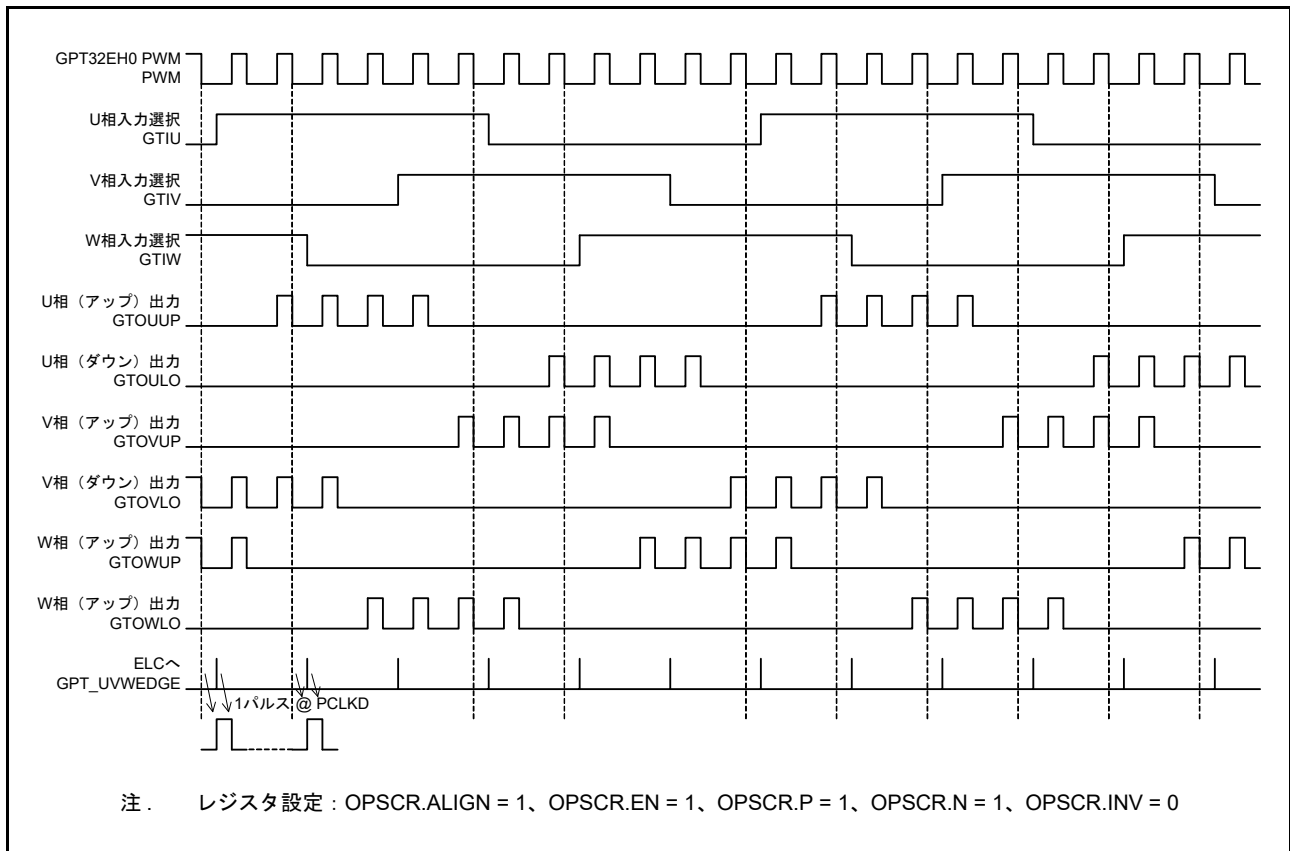 GPT32EH0 PWM
PWM
U相入力選択
GTIU
V相入力選択
GTIV
W相入力選択
GTIW
U相（アップ）出力
GTOUUP
U相（ダウン）出力
GTOULO
V相（アップ）出力
GTOVUP
V相（ダウン）出力
GTOVLO
W相（アップ）出力
GTOWUP
W相（アップ）出力
GTOWLO
ELCへ
GPT_UVWEDGE
1パルス @ PCLKD
注． レジスタ設定：OPSCR.ALIGN = 1、OPSCR.EN = 1、OPSCR.P = 1、OPSCR.N = 1、OPSCR.INV = 0